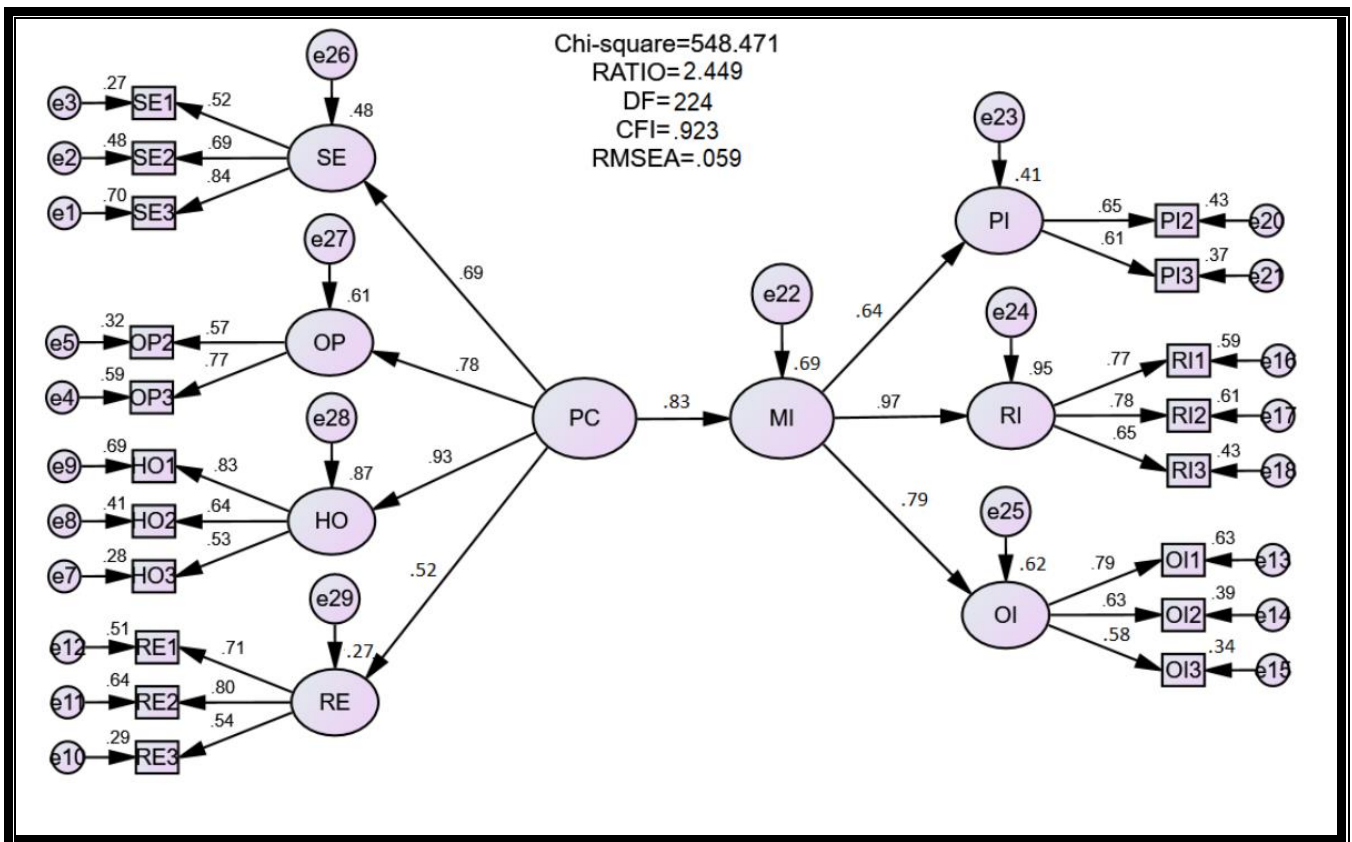 Chi-square=548.471
RATIO=2.449
DF=224
CFI=.923
RMSEA=.059
e26
.48
SE
e3
.27
SE1
.52
e2
.48
SE2
.69
e1
.70
SE3
.84
e27
.61
OP
e5
.32
OP2
.57
e4
.59
OP3
.77
e28
.87
HO
e9
.69
HO1
.83
e8
.41
HO2
.64
e7
.28
HO3
.53
e29
.27
RE
e12
.51
RE1
.71
e11
.64
RE2
.80
e10
.29
RE3
.54
.69
.78
.93
.52
PC
.83
e22
.69
MI
.64
.97
.79
e23
.41
PI
.65
PI2
.43
e20
.61
PI3
.37
e21
e24
.95
RI
.77
RI1
.59
e16
.78
RI2
.61
e17
.65
RI3
.43
e18
e25
.62
OI
.79
OI1
.63
e13
.63
OI2
.39
e14
.58
OI3
.34
e15